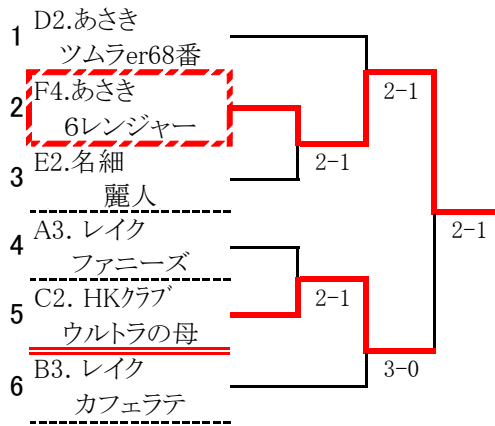 1 D2.あさき
ツムラer68番
2 F4.あさき
6レンジャー
3 E2.名細
麗人
4 A3. レイク
ファニーズ
5 C2. HKクラブ
ウルトラの母
6 B3. レイク
カフェラテ
2-1
2-1
2-1
2-1
3-0